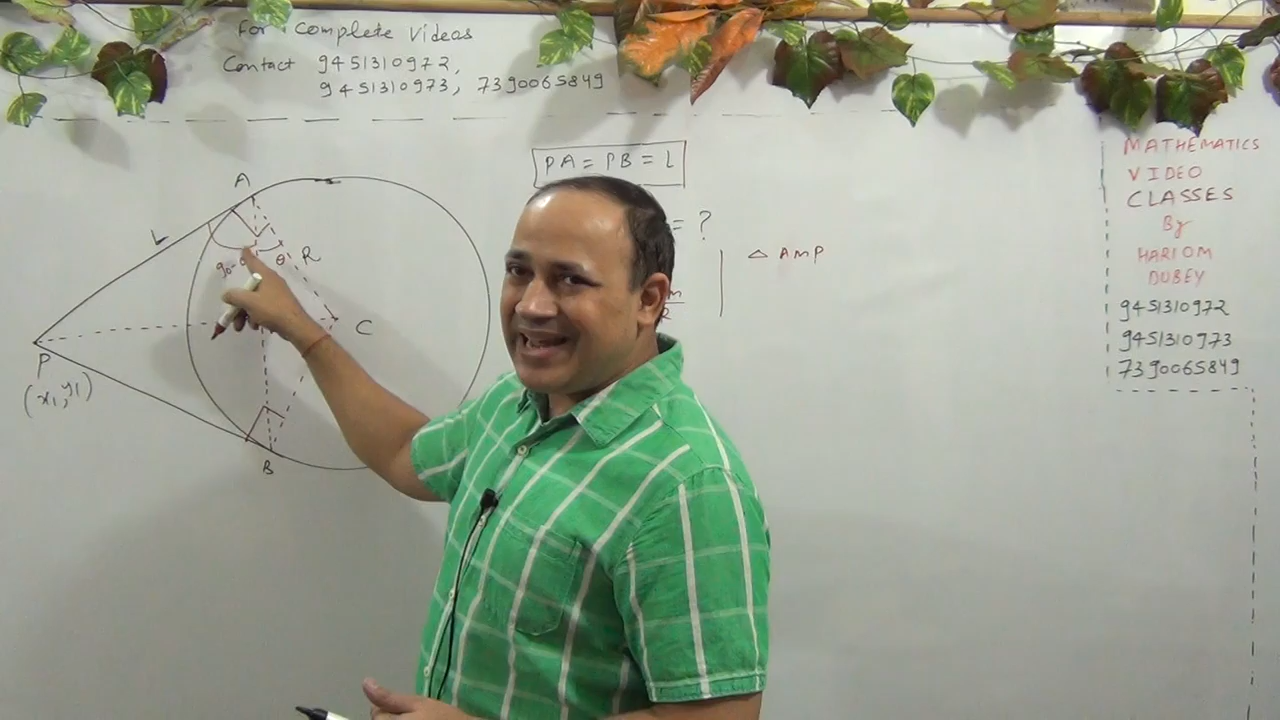 For Complete Videos
Contact 9451310972,
9451310973, 7390065849
PA = PB = L
= ?
△ AMP
A
L
90-θ
θ
R
C
P
(x1, y1)
B
MATHEMATICS
VIDEO
CLASSES
By
HARIOM
DUBEY
9451310972
9451310973
7390065849